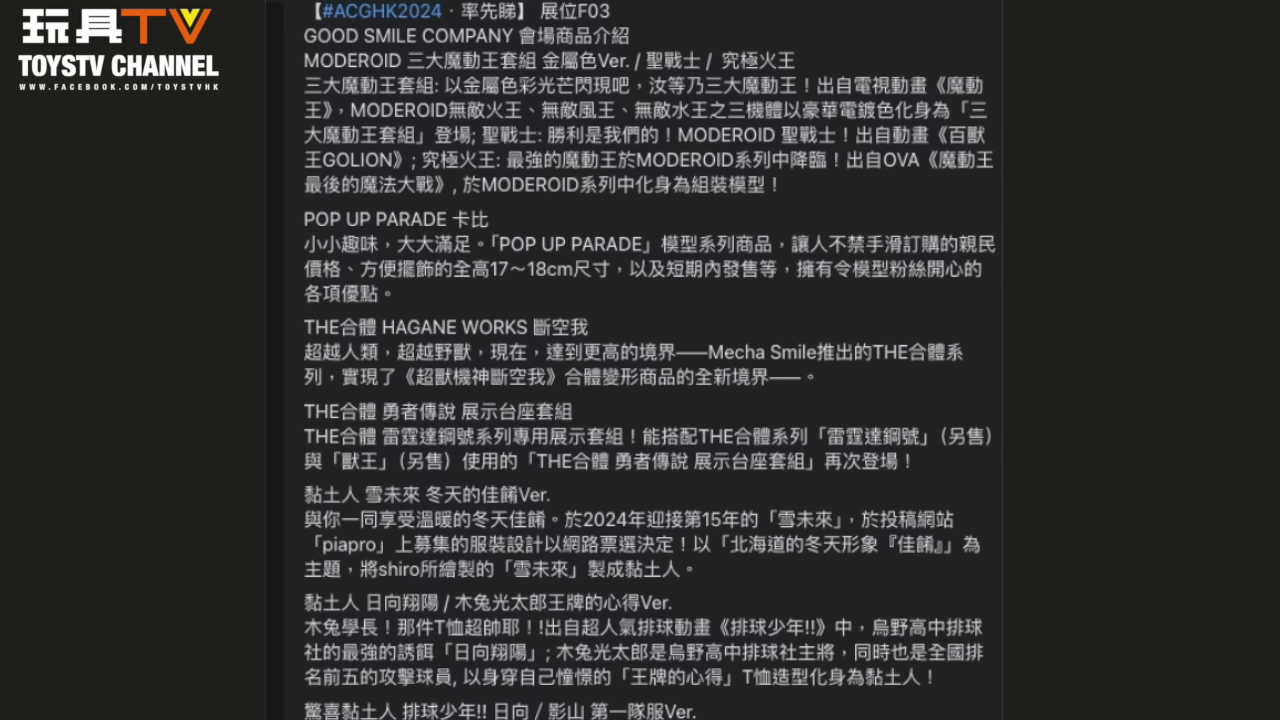 玩具TV
TOYSTV CHANNEL
WWW.FACEBOOK.COM/TOYSTVHK
【#ACGHK2024 · 率先睇】 展位F03
GOOD SMILE COMPANY 會場商品介紹
MODEROID 三大魔動王套組 金屬色Ver. / 聖戰士 / 究極火王
三大魔動王套組: 以金屬色彩光芒閃現吧，汝等乃三大魔動王！出自電視動畫《魔動
王》，MODEROID無敵火王、無敵風王、無敵水王之三機體以豪華電鍍色化身為「三
大魔動王套組」登場; 聖戰士: 勝利是我們的！MODEROID 聖戰士！出自動畫《百獸
王GOLION》; 究極火王: 最強的魔動王於MODEROID系列中降臨！出自OVA《魔動王
最後的魔法大戰》, 於MODEROID系列中化身為組裝模型！
POP UP PARADE 卡比
小小趣味，大大滿足。「POP UP PARADE」模型系列商品，讓人不禁手滑訂購的親民
價格、方便擺飾的全高17～18cm尺寸，以及短期內發售等，擁有令模型粉絲開心的
各項優點。
THE合體 HAGANE WORKS 斷空我
超越人類，超越野獸，現在，達到更高的境界——Mecha Smile推出的THE合體系
列，實現了《超獸機神斷空我》合體變形商品的全新境界——。
THE合體 勇者傳說 展示台座套組
THE合體 雷霆達鋼號系列專用展示套組！能搭配THE合體系列「雷霆達鋼號」（另售）
與「獸王」（另售）使用的「THE合體 勇者傳說 展示台座套組」再次登場！
黏土人 雪未來 冬天的佳餚Ver.
與你一同享受溫暖的冬天佳餚。於2024年迎接第15年的「雪未來」，於投稿網站
「piapro」上募集的服裝設計以網路票選決定！以「北海道的冬天形象『佳餚』」為
主題，將shiro所繪製的「雪未來」製成黏土人。
黏土人 日向翔陽 / 木兔光太郎王牌的心得Ver.
木兔學長！那件T恤超帥耶！!出自超人氣排球動畫《排球少年!!》中，烏野高中排球
社的最強的誘餌「日向翔陽」; 木兔光太郎是烏野高中排球社主將，同時也是全國排
名前五的攻擊球員, 以身穿自己憧憬的「王牌的心得」T恤造型化身為黏土人！
驚喜黏土人 排球少年!! 日向 / 影山 第一隊服Ver.